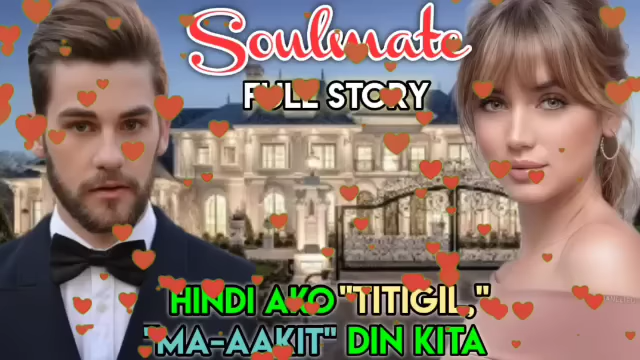 Soulmate
FULL STORY
HINDI AKO "TITIGIL,"
"MA-AAKIT" DIN KITA